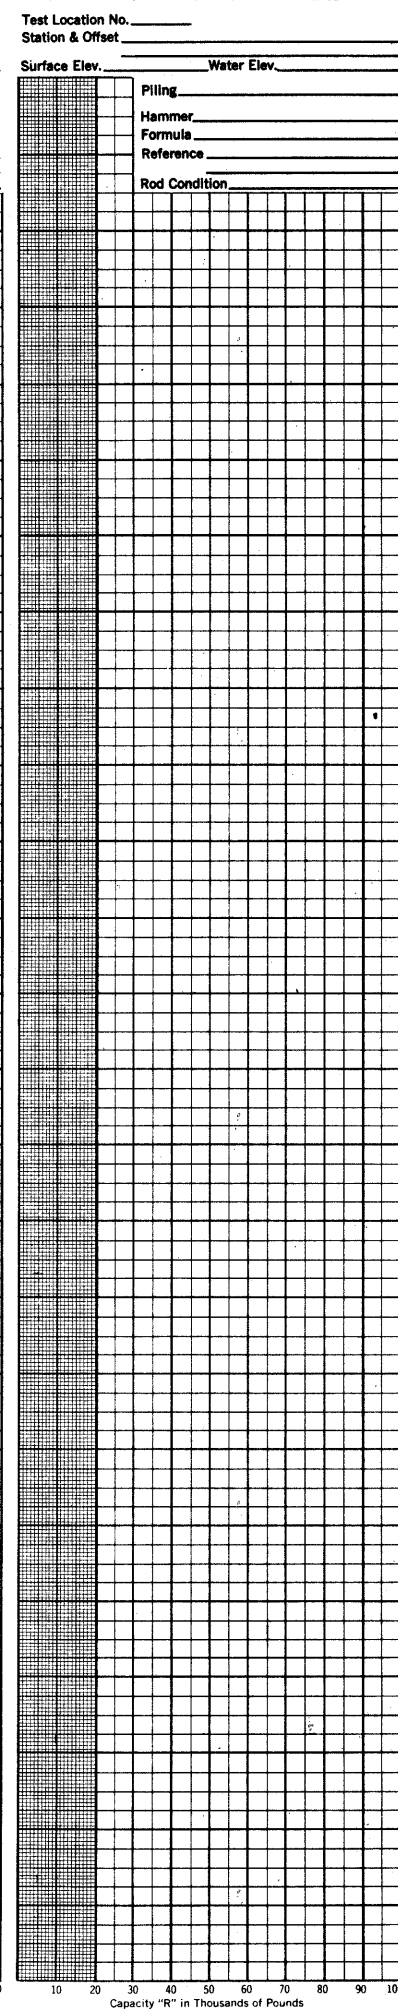 Test Location No.
Station & Offset
Surface Elev. Water Elev.
Piling
Hammer
Formula
Reference
Rod Condition
10 20 30 40 50 60 70 80 90
Capacity "R" in Thousands of Pounds